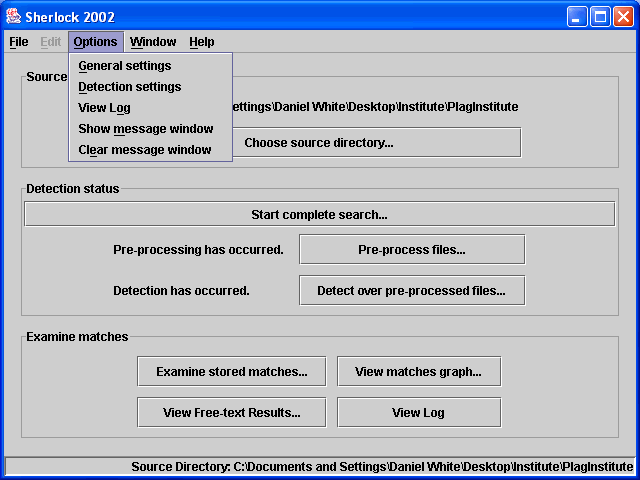 Sherlock 2002
File Edit Options Window Help
General settings
Detection settings
View Log
Show message window
Clear message window
Source
ettings\Daniel White\Desktop\Institute\PlagInstitute
Choose source directory...
Detection status
Start complete search...
Pre-processing has occurred. Pre-process files...
Detection has occurred. Detect over pre-processed files...
Examine matches
Examine stored matches... View matches graph...
View Free-text Results... View Log
Source Directory: C:\Documents and Settings\Daniel White\Desktop\Institute\PlagInstitute